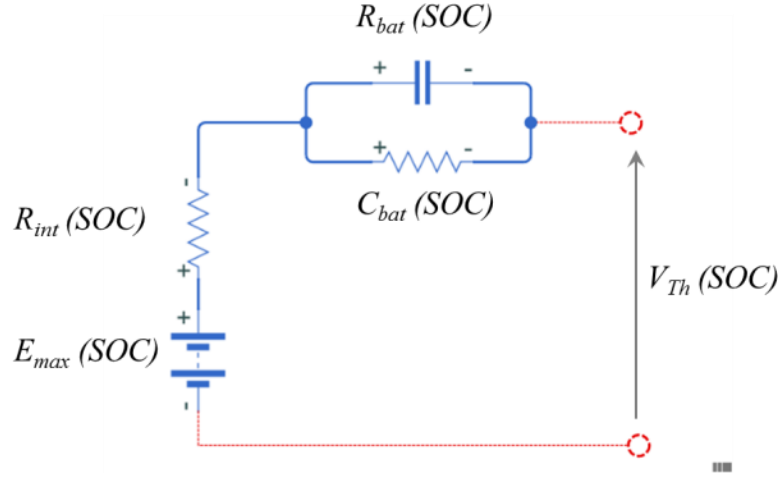 R_bat (SOC)
+ -
+ -
C_bat (SOC)
-
R_int (SOC)
+
V_Th (SOC)
+
E_max (SOC)
-